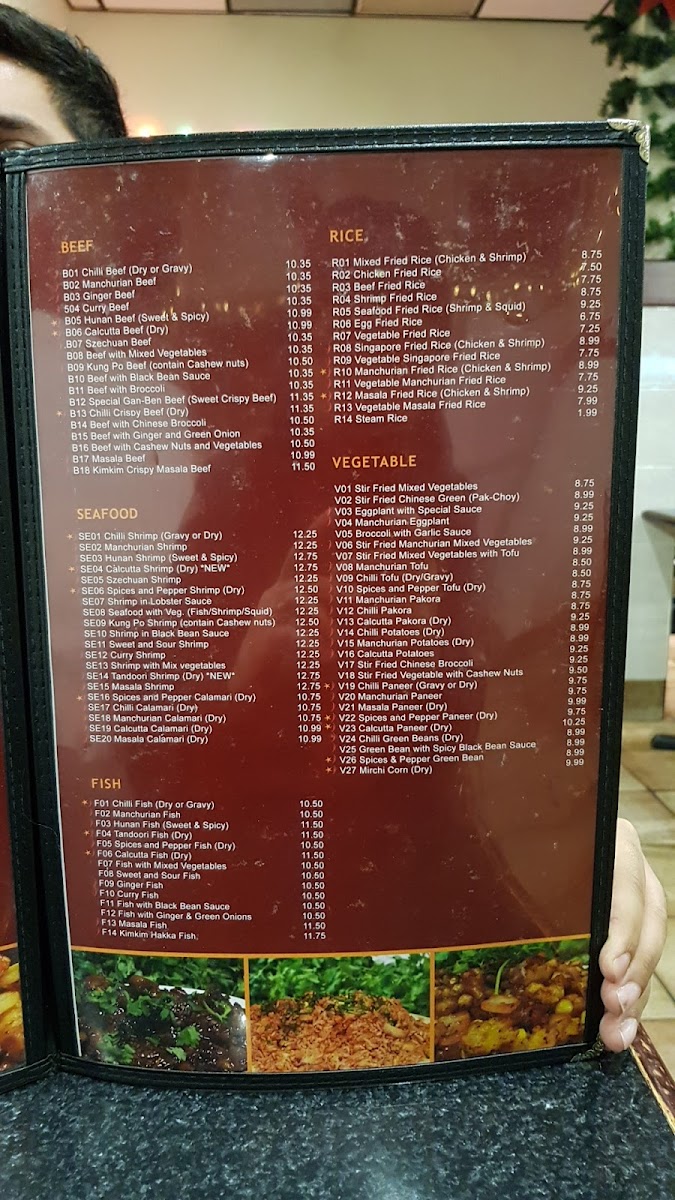 BEEF
B01 Chilli Beef (Dry or Gravy) 10.35
B02 Manchurian Beef 10.35
B03 Ginger Beef 10.35
504 Curry Beef 10.35
B05 Hunan Beef (Sweet & Spicy) 10.99
B06 Calcutta Beef (Dry) 10.99
B07 Szechuan Beef 10.35
B08 Beef with Mixed Vegetables 10.35
B09 Kung Po Beef (contain Cashew nuts) 10.50
B10 Beef with Black Bean Sauce 10.35
B11 Beef with Broccoli 10.35
B12 Special Gan-Ben Beef (Sweet Crispy Beef) 11.35
B13 Chilli Crispy Beef (Dry) 11.35
B14 Beef with Chinese Broccoli 10.50
B15 Beef with Ginger and Green Onion 10.35
B16 Beef with Cashew Nuts and Vegetables 10.50
B17 Masala Beef 10.99
B18 Kimkim Crispy Masala Beef 11.50
SEAFOOD
SE01 Chilli Shrimp (Gravy or Dry) 12.25
SE02 Manchurian Shrimp 12.25
SE03 Hunan Shrimp (Sweet & Spicy) 12.75
SE04 Calcutta Shrimp (Dry) *NEW* 12.75
SE05 Szechuan Shrimp 12.25
SE06 Spices and Pepper Shrimp (Dry) 12.50
SE07 Shrimp in Lobster Sauce 12.25
SE08 Seafood with Veg. (Fish/Shrimp/Squid) 12.25
SE09 Kung Po Shrimp (contain Cashew nuts) 12.50
SE10 Shrimp in Black Bean Sauce 12.25
SE11 Sweet and Sour Shrimp 12.25
SE12 Curry Shrimp 12.25
SE13 Shrimp with Mix vegetables 12.25
SE14 Tandoori Shrimp (Dry) *NEW* 12.75
SE15 Masala Shrimp 12.75
SE16 Spices and Pepper Calamari (Dry) 10.75
SE17 Chilli Calamari (Dry) 10.75
SE18 Manchurian Calamari (Dry) 10.75
SE19 Calcutta Calamari (Dry) 10.99
SE20 Masala Calamari (Dry) 10.99
FISH
F01 Chilli Fish (Dry or Gravy) 10.50
F02 Manchurian Fish 10.50
F03 Hunan Fish (Sweet & Spicy) 11.50
F04 Tandoori Fish (Dry) 11.50
F05 Spices and Pepper Fish (Dry) 10.50
F06 Calcutta Fish (Dry) 11.50
F07 Fish with Mixed Vegetables 10.50
F08 Sweet and Sour Fish 10.50
F09 Ginger Fish 10.50
F10 Curry Fish 10.50
F11 Fish with Black Bean Sauce 10.50
F12 Fish with Ginger & Green Onions 10.50
F13 Masala Fish 11.50
F14 Kimkim Hakka Fish 11.75
RICE
R01 Mixed Fried Rice (Chicken & Shrimp) 8.75
R02 Chicken Fried Rice 7.50
R03 Beef Fried Rice 7.75
R04 Shrimp Fried Rice 8.75
R05 Seafood Fried Rice (Shrimp & Squid) 9.25
R06 Egg Fried Rice 6.75
R07 Vegetable Fried Rice 7.25
R08 Singapore Fried Rice (Chicken & Shrimp) 8.99
R09 Vegetable Singapore Fried Rice 7.75
R10 Manchurian Fried Rice (Chicken & Shrimp) 8.99
R11 Vegetable Manchurian Fried Rice 7.75
R12 Masala Fried Rice (Chicken & Shrimp) 9.25
R13 Vegetable Masala Fried Rice 7.99
R14 Steam Rice 1.99
VEGETABLE
V01 Stir Fried Mixed Vegetables 8.75
V02 Stir Fried Chinese Green (Pak-Choy) 8.99
V03 Eggplant with Special Sauce 9.25
V04 Manchurian Eggplant 9.25
V05 Broccoli with Garlic Sauce 8.99
V06 Stir Fried Manchurian Mixed Vegetables 9.25
V07 Stir Fried Mixed Vegetables with Tofu 8.99
V08 Manchurian Tofu 8.50
V09 Chilli Tofu (Dry/Gravy) 8.50
V10 Spices and Pepper Tofu (Dry) 8.75
V11 Manchurian Pakora 8.75
V12 Chilli Pakora 8.75
V13 Calcutta Pakora (Dry) 9.25
V14 Chilli Potatoes (Dry) 8.99
V15 Manchurian Potatoes (Dry) 8.99
V16 Calcutta Potatoes 9.25
V17 Stir Fried Chinese Broccoli 9.25
V18 Stir Fried Vegetable with Cashew Nuts 9.50
V19 Chilli Paneer (Gravy or Dry) 9.75
V20 Manchurian Paneer 9.75
V21 Masala Paneer (Dry) 9.99
V22 Spices and Pepper Paneer (Dry) 9.75
V23 Calcutta Paneer (Dry) 10.25
V24 Chilli Green Beans (Dry) 8.99
V25 Green Bean with Spicy Black Bean Sauce 8.99
V26 Spices & Pepper Green Bean 8.99
V27 Mirchi Corn (Dry) 9.99